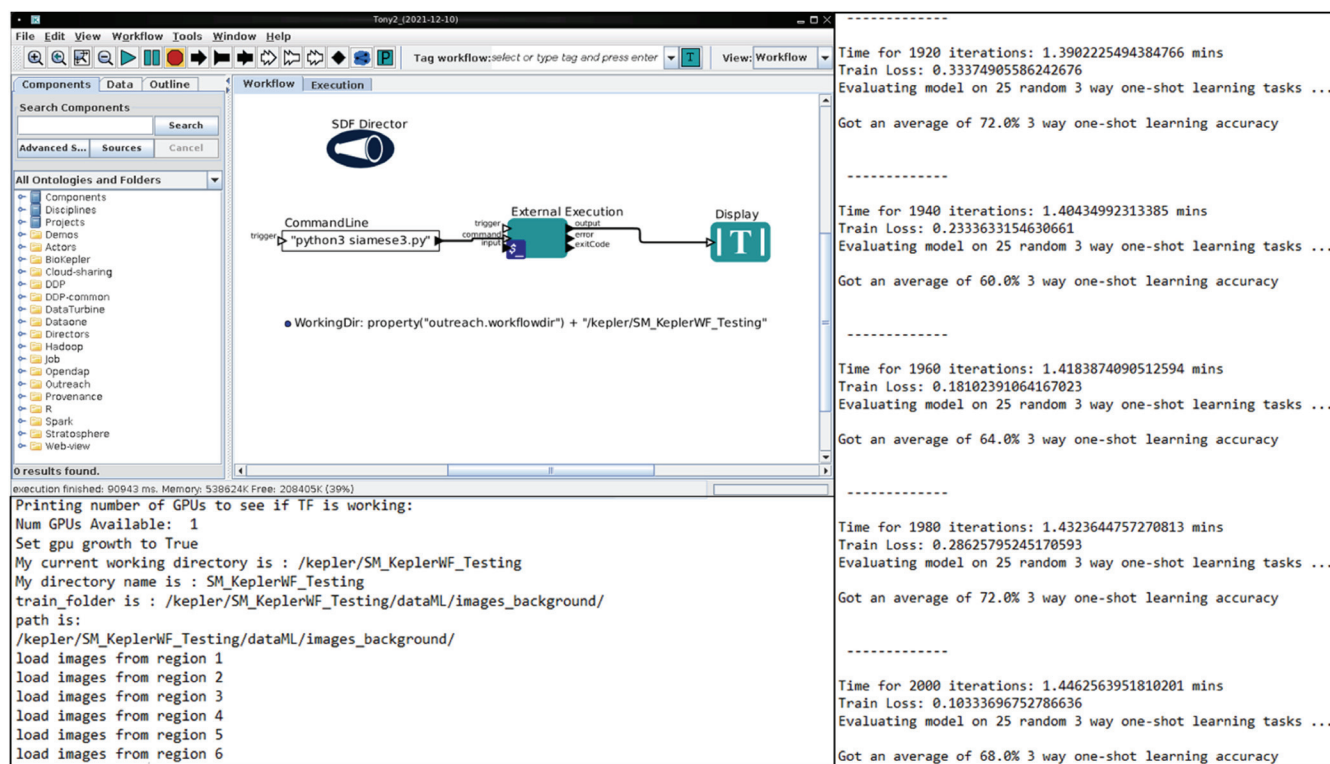 Tony2_(2021-12-10)
File Edit View Workflow Tools Window Help
Tag workflow: select or type tag and press enter
T
View: Workflow
Components Data Outline
Workflow Execution
Search Components
Search
Advanced S... Sources Cancel
All Ontologies and Folders
Components
Disciplines
Projects
Demos
Actors
BioKepler
Cloud-sharing
DDP
DDP-common
DataTurbine
Dataone
Directors
Hadoop
Job
Opendap
Outreach
Provenance
R
Spark
Stratosphere
Web-view
0 results found.
SDF Director
CommandLine
trigger
"python3 siamese3.py"
External Execution
trigger
command
input
$_
output
error
exitCode
Display
T
WorkingDir: property("outreach.workflowdir") + "/kepler/SM_KeplerWF_Testing"
execution finished: 90943 ms. Memory: 538624K Free: 208405K (39%)
Printing number of GPUs to see if TF is working:
Num GPUs Available:  1
Set gpu growth to True
My current working directory is : /kepler/SM_KeplerWF_Testing
My directory name is : SM_KeplerWF_Testing
train_folder is : /kepler/SM_KeplerWF_Testing/dataML/images_background/
path is:
/kepler/SM_KeplerWF_Testing/dataML/images_background/
load images from region 1
load images from region 2
load images from region 3
load images from region 4
load images from region 5
load images from region 6
-------------
Time for 1920 iterations: 1.3902225494384766 mins
Train Loss: 0.33374905586242676
Evaluating model on 25 random 3 way one-shot learning tasks ...
Got an average of 72.0% 3 way one-shot learning accuracy
-------------
Time for 1940 iterations: 1.40434992313385 mins
Train Loss: 0.2333633154630661
Evaluating model on 25 random 3 way one-shot learning tasks ...
Got an average of 60.0% 3 way one-shot learning accuracy
-------------
Time for 1960 iterations: 1.4183874090512594 mins
Train Loss: 0.18102391064167023
Evaluating model on 25 random 3 way one-shot learning tasks ...
Got an average of 64.0% 3 way one-shot learning accuracy
-------------
Time for 1980 iterations: 1.4323644757270813 mins
Train Loss: 0.28625795245170593
Evaluating model on 25 random 3 way one-shot learning tasks ...
Got an average of 72.0% 3 way one-shot learning accuracy
-------------
Time for 2000 iterations: 1.4462563951810201 mins
Train Loss: 0.10333696752786636
Evaluating model on 25 random 3 way one-shot learning tasks ...
Got an average of 68.0% 3 way one-shot learning accuracy